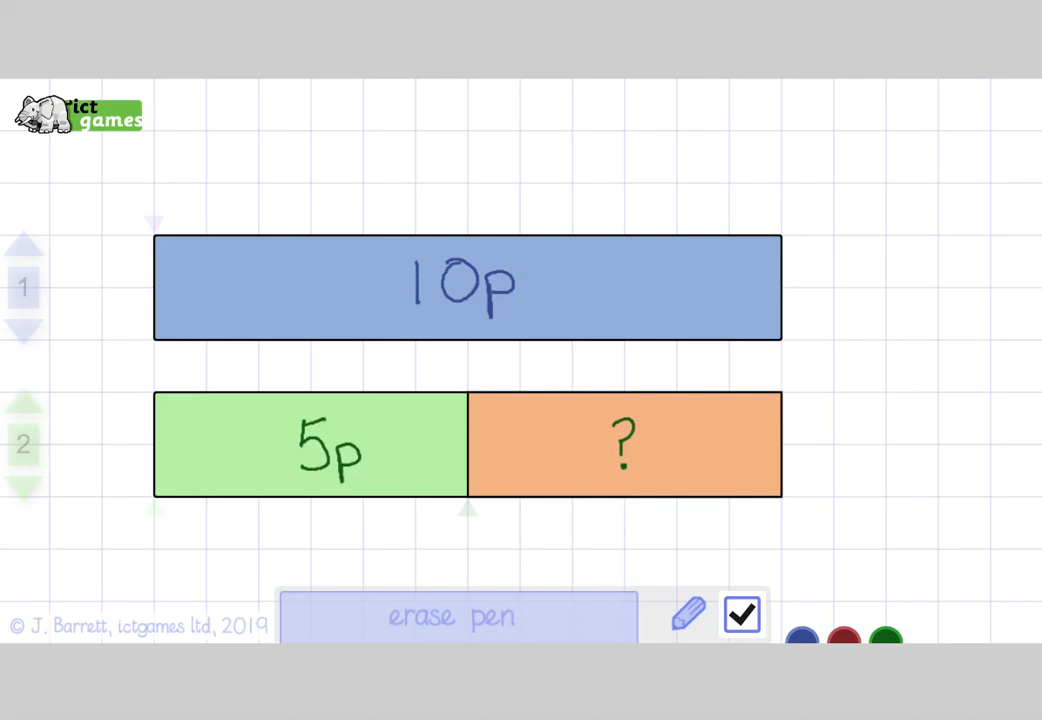 ict
games
1
10p
2
5p
?
erase pen
© J. Barrett, ictgames ltd, 2019